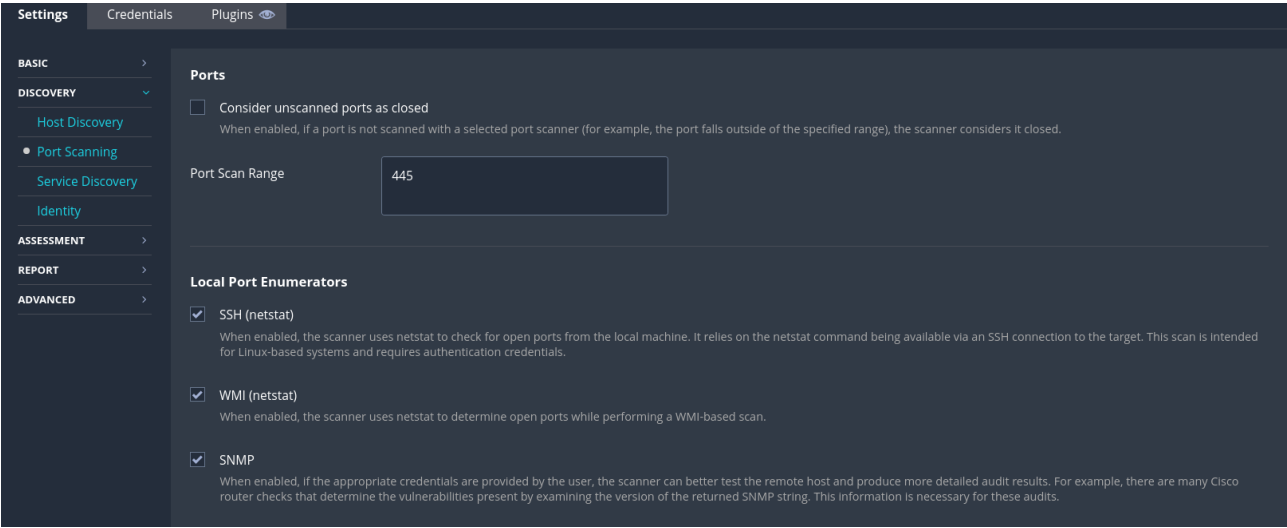 Settings Credentials Plugins
BASIC
DISCOVERY
Host Discovery
Port Scanning
Service Discovery
Identity
ASSESSMENT
REPORT
ADVANCED
Ports
Consider unscanned ports as closed
When enabled, if a port is not scanned with a selected port scanner (for example, the port falls outside of the specified range), the scanner considers it closed.
Port Scan Range 445
Local Port Enumerators
SSH (netstat)
When enabled, the scanner uses netstat to check for open ports from the local machine. It relies on the netstat command being available via an SSH connection to the target. This scan is intended
for Linux-based systems and requires authentication credentials.
WMI (netstat)
When enabled, the scanner uses netstat to determine open ports while performing a WMI-based scan.
SNMP
When enabled, if the appropriate credentials are provided by the user, the scanner can better test the remote host and produce more detailed audit results. For example, there are many Cisco
router checks that determine the vulnerabilities present by examining the version of the returned SNMP string. This information is necessary for these audits.